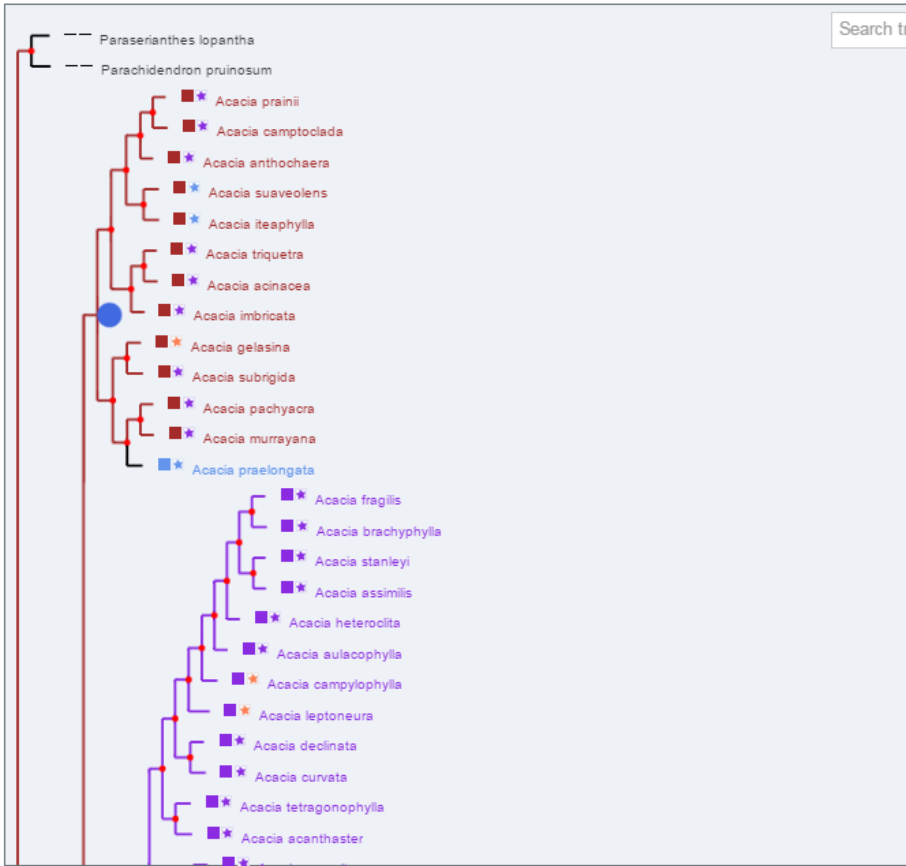 Search tr
Paraserianthes lopantha
Parachidendron pruinosum
Acacia prainii
Acacia camptoclada
Acacia anthochaera
Acacia suaveolens
Acacia iteaphylla
Acacia triquetra
Acacia acinacea
Acacia imbricata
Acacia gelasina
Acacia subrigida
Acacia pachyacra
Acacia murrayana
Acacia praelongata
Acacia fragilis
Acacia brachyphylla
Acacia stanleyi
Acacia assimilis
Acacia heteroclita
Acacia aulacophylla
Acacia campylophylla
Acacia leptoneura
Acacia declinata
Acacia curvata
Acacia tetragonophylla
Acacia acanthaster